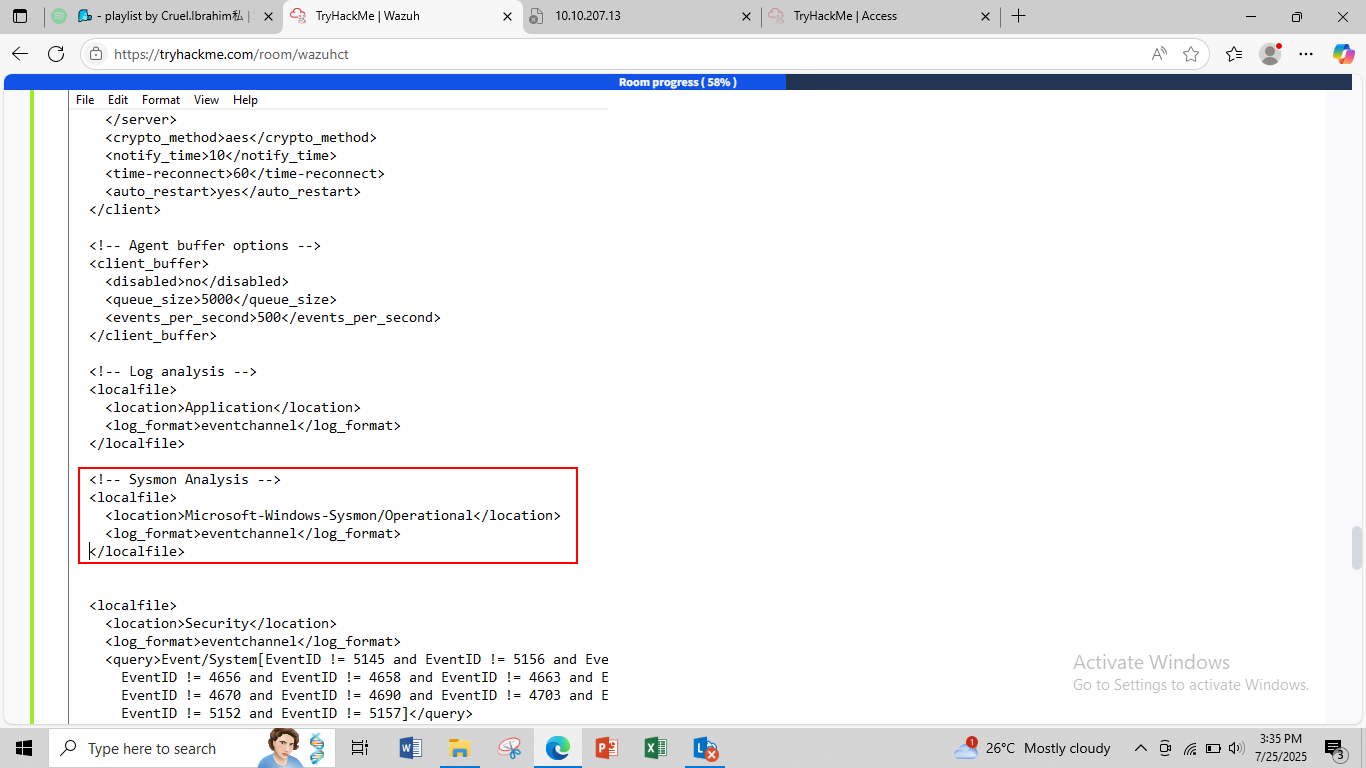 - playlist by Cruel.Ibrahim私 |
TryHackMe | Wazuh
10.10.207.13
TryHackMe | Access
https://tryhackme.com/room/wazuhct
Room progress ( 58% )
File Edit Format View Help
</server>
<crypto_method>aes</crypto_method>
<notify_time>10</notify_time>
<time-reconnect>60</time-reconnect>
<auto_restart>yes</auto_restart>
</client>
<!-- Agent buffer options -->
<client_buffer>
<disabled>no</disabled>
<queue_size>5000</queue_size>
<events_per_second>500</events_per_second>
</client_buffer>
<!-- Log analysis -->
<localfile>
<location>Application</location>
<log_format>eventchannel</log_format>
</localfile>
<!-- Sysmon Analysis -->
<localfile>
<location>Microsoft-Windows-Sysmon/Operational</location>
<log_format>eventchannel</log_format>
</localfile>
<localfile>
<location>Security</location>
<log_format>eventchannel</log_format>
<query>Event/System[EventID != 5145 and EventID != 5156 and Eve
EventID != 4656 and EventID != 4658 and EventID != 4663 and E
EventID != 4670 and EventID != 4690 and EventID != 4703 and E
EventID != 5152 and EventID != 5157]</query>
Activate Windows
Go to Settings to activate Windows.
Type here to search
1
26°C Mostly cloudy
3:35 PM
7/25/2025
3